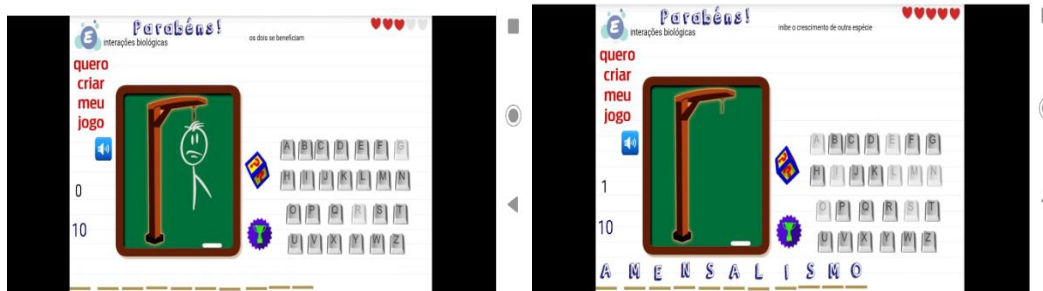 Parabéns!
E
interações biológicas
os dois se beneficiam
quero
criar
meu
jogo
0
10
A B C D E F G
H I J K L M N
O P Q R S T
U V X Y W Z
Parabéns!
E
interações biológicas
inibe o crescimento de outra espécie
quero
criar
meu
jogo
1
10
A B C D E F G
H I J K L M N
O P Q R S T
U V X Y W Z
A M E N S A L I S M O